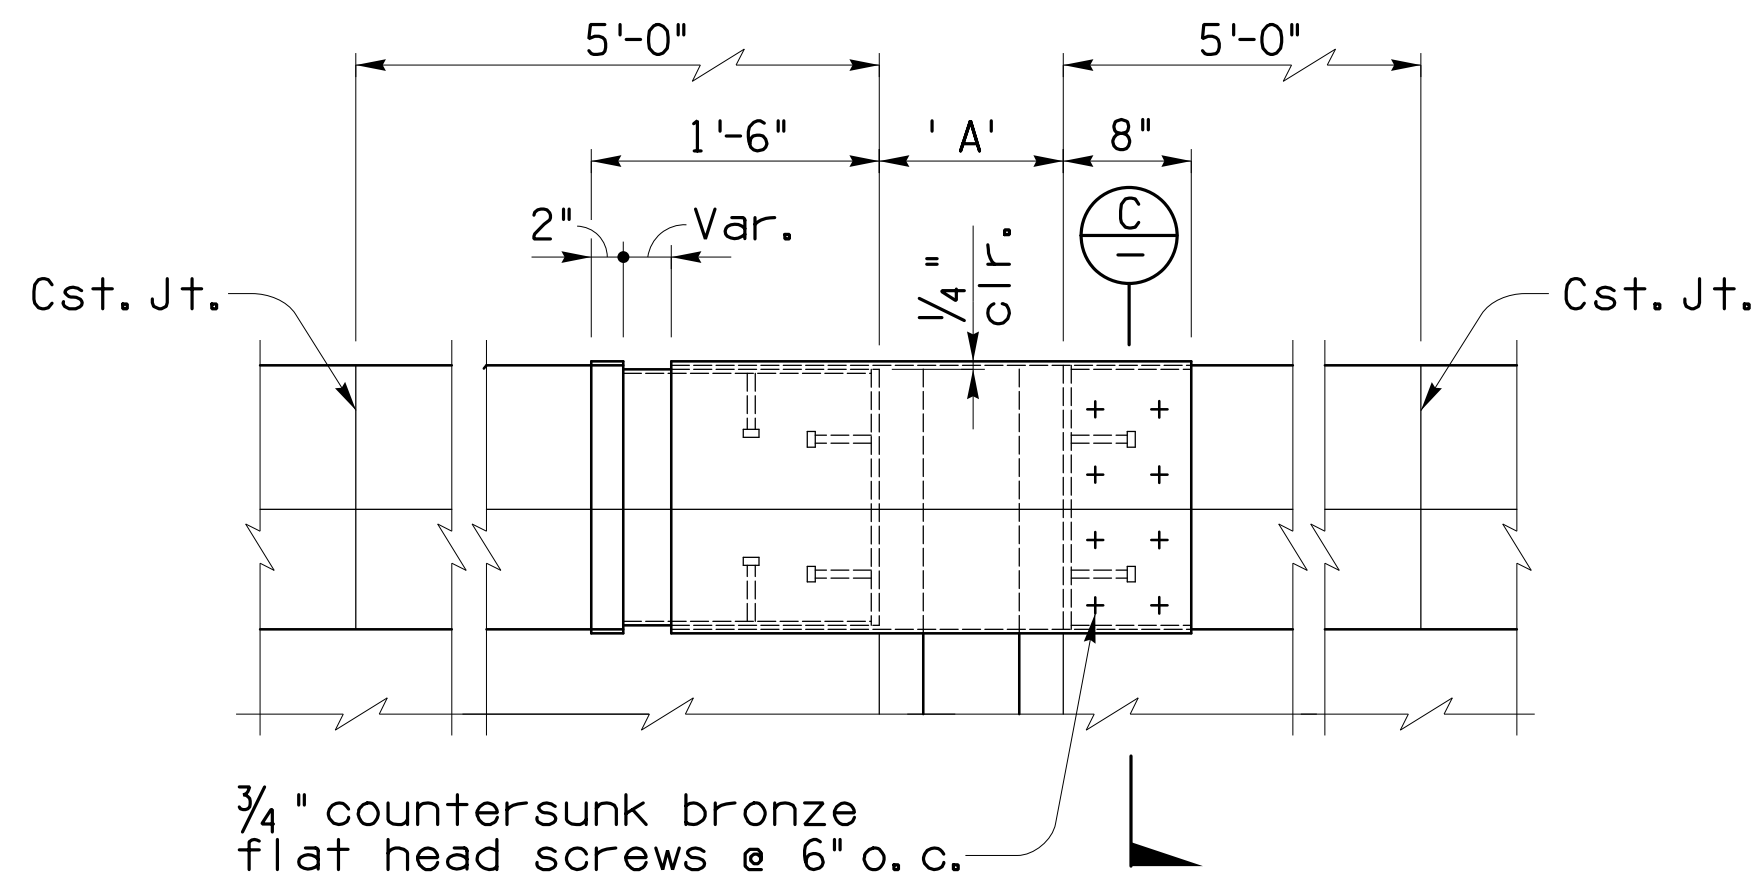 5'-0"
5'-0"
1'-6"
'A'
8"
2"
Var.
1/4" clr.
C
–
Cst. Jt.
Cst. Jt.
3/4" countersunk bronze
flat head screws @ 6" o.c.